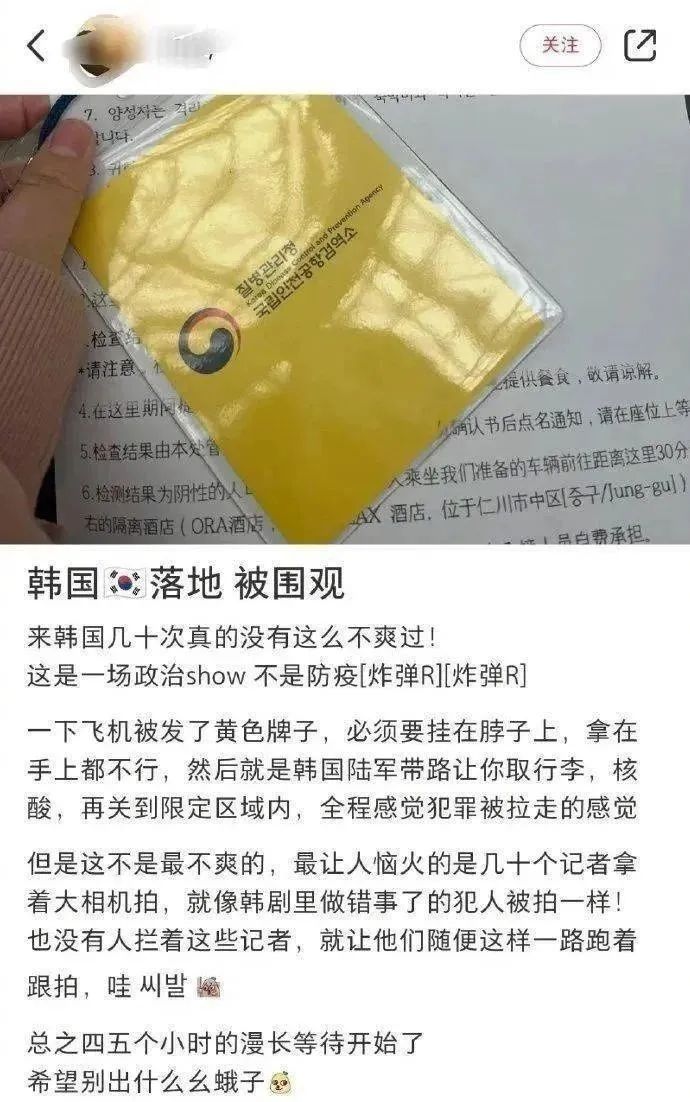 关注
7. 양성자는 격리
니다.
질병관리청
Korea Disease Control and Prevention Agency
국립인천공항검역소
检查结
*请注意,
提供餐食，敬请谅解。
4.在这里期间提
确认书后点名通知，请在座位上等
5.检查结果由本处管
乘坐我们准备的车辆前往距离这里30分
6.检测结果为阴性的人
AX 酒店，位于仁川市中区[중구/Jung-gu]）
右的隔离酒店（ORA酒店，
人员自费承担。
韩国🇰🇷落地 被围观
来韩国几十次真的没有这么不爽过！
这是一场政治show 不是防疫[炸弹R][炸弹R]
一下飞机被发了黄色牌子，必须要挂在脖子上，拿在
手上都不行，然后就是韩国陆军带路让你取行李，核
酸，再关到限定区域内，全程感觉犯罪被拉走的感觉
但是这不是最不爽的，最让人恼火的是几十个记者拿
着大相机拍，就像韩剧里做错事了的犯人被拍一样！
也没有人拦着这些记者，就让他们随便这样一路跑着
跟拍，哇 씨발
总之四五个小时的漫长等待开始了
希望别出什么幺蛾子